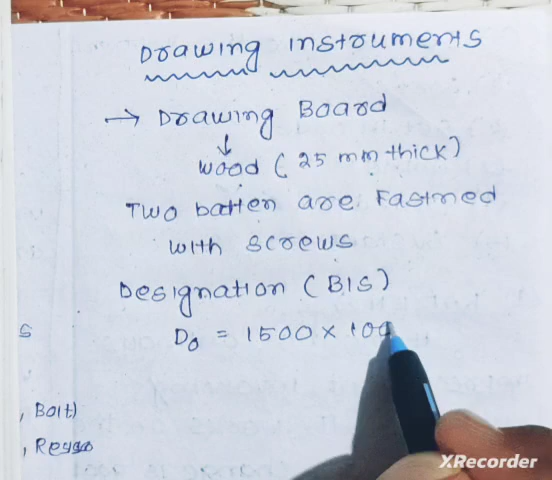 Drawing Instruments
→ Drawing Board
↓
wood (25 mm thick)
Two batten are Fastned
with screws
Designation (BIS)
D₀ = 1500 × 100
s
, Bolt)
XRecorder